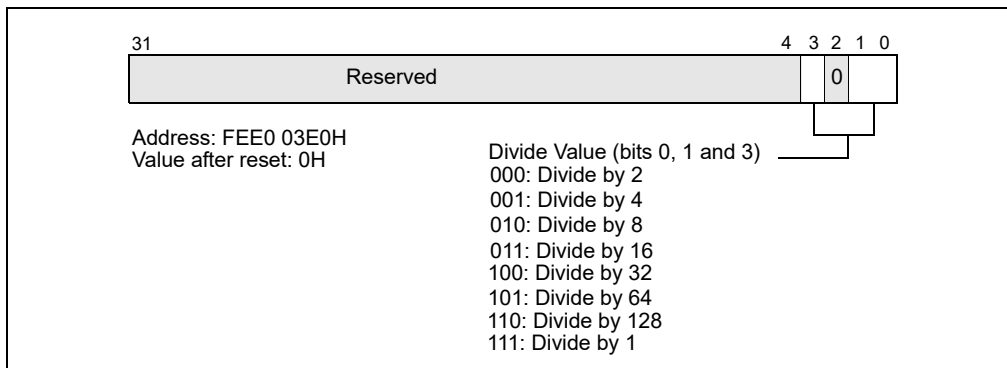 31 4 3 2 1 0
Reserved 0
Address: FEE0 03E0H
Value after reset: 0H
Divide Value (bits 0, 1 and 3)
000: Divide by 2
001: Divide by 4
010: Divide by 8
011: Divide by 16
100: Divide by 32
101: Divide by 64
110: Divide by 128
111: Divide by 1